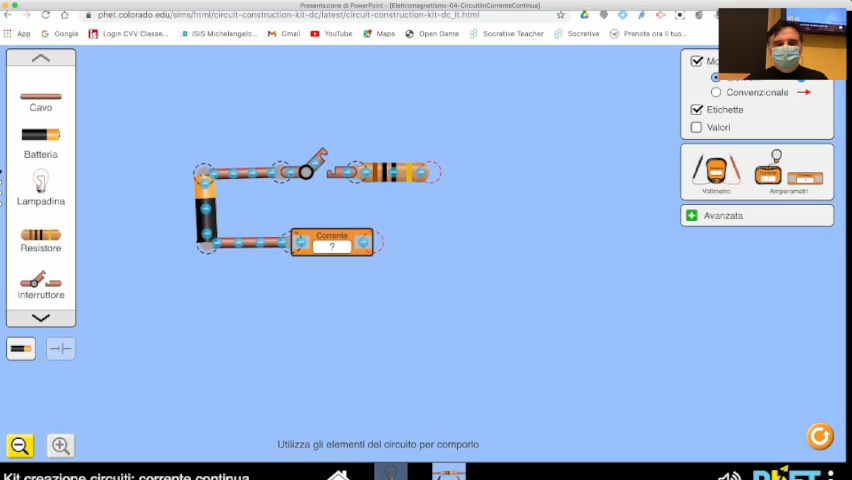 Presentazione di PowerPoint - [Elettromagnetismo-04-CircuitiInCorrenteContinua]
phet.colorado.edu/sims/html/circuit-construction-kit-dc/latest/circuit-construction-kit-dc_it.html
App Google Login CVV Classe... ISIS Michelangelo... YouTube Maps Open Dante Socrative Teacher Socrative Prenota ora il tuo...
Cavo
Batteria
Lampadina
Resistore
Interruttore
Corrente
?
Convenzionale
Etichette
Valori
Voltmetro
Amperometri
Avanzata
Utilizza gli elementi del circuito per comporlo
Kit creazione circuiti: corrente continua
PhET